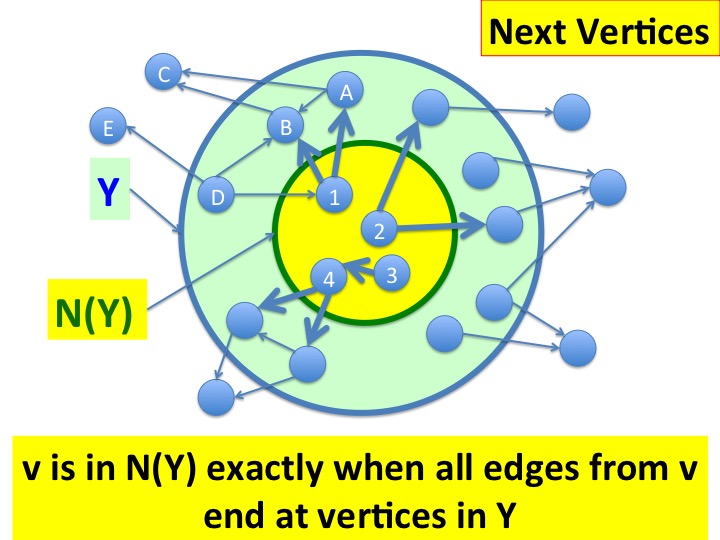 Next Vertices
C
A
E
B
Y
D
1
2
3
4
N(Y)
v is in N(Y) exactly when all edges from v
end at vertices in Y